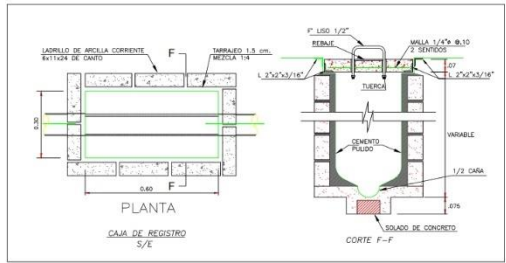 LADRILLO DE ARCILLA CORRIENTE
6x11x24 DE CANTO
F
TARRAJEO 1.5 cm.
MEZCLA 1:4
0.30
0.60
F
PLANTA
CAJA DE REGISTRO
S/E
Fº LISO 1/2"
REBAJE
MALLA 1/4"ø @.10
2 SENTIDOS
L 2"x2"x3/16"
TUERCA
.07
L 2"x2"x3/16"
CEMENTO
PULIDO
VARIABLE
1/2 CAÑA
.075
SOLADO DE CONCRETO
CORTE F-F